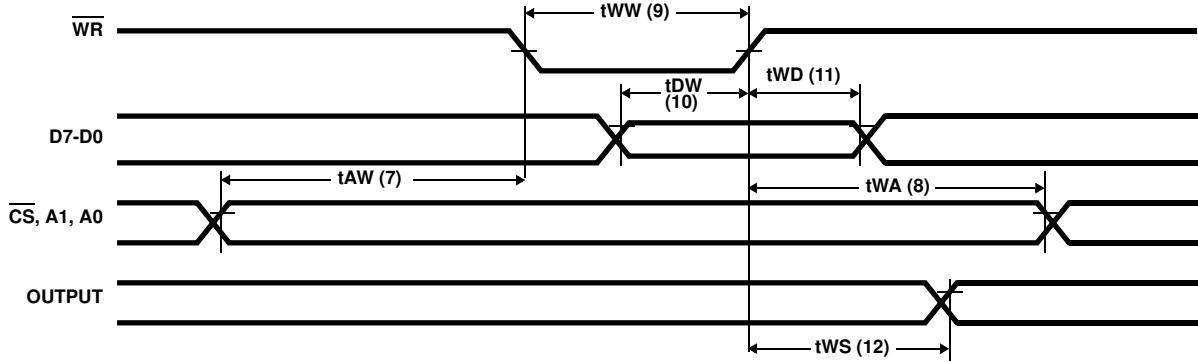 tWW (9)
WR
tDW
(10)
tWD (11)
D7-D0
tAW (7)
tWA (8)
CS, A1, A0
OUTPUT
tWS (12)